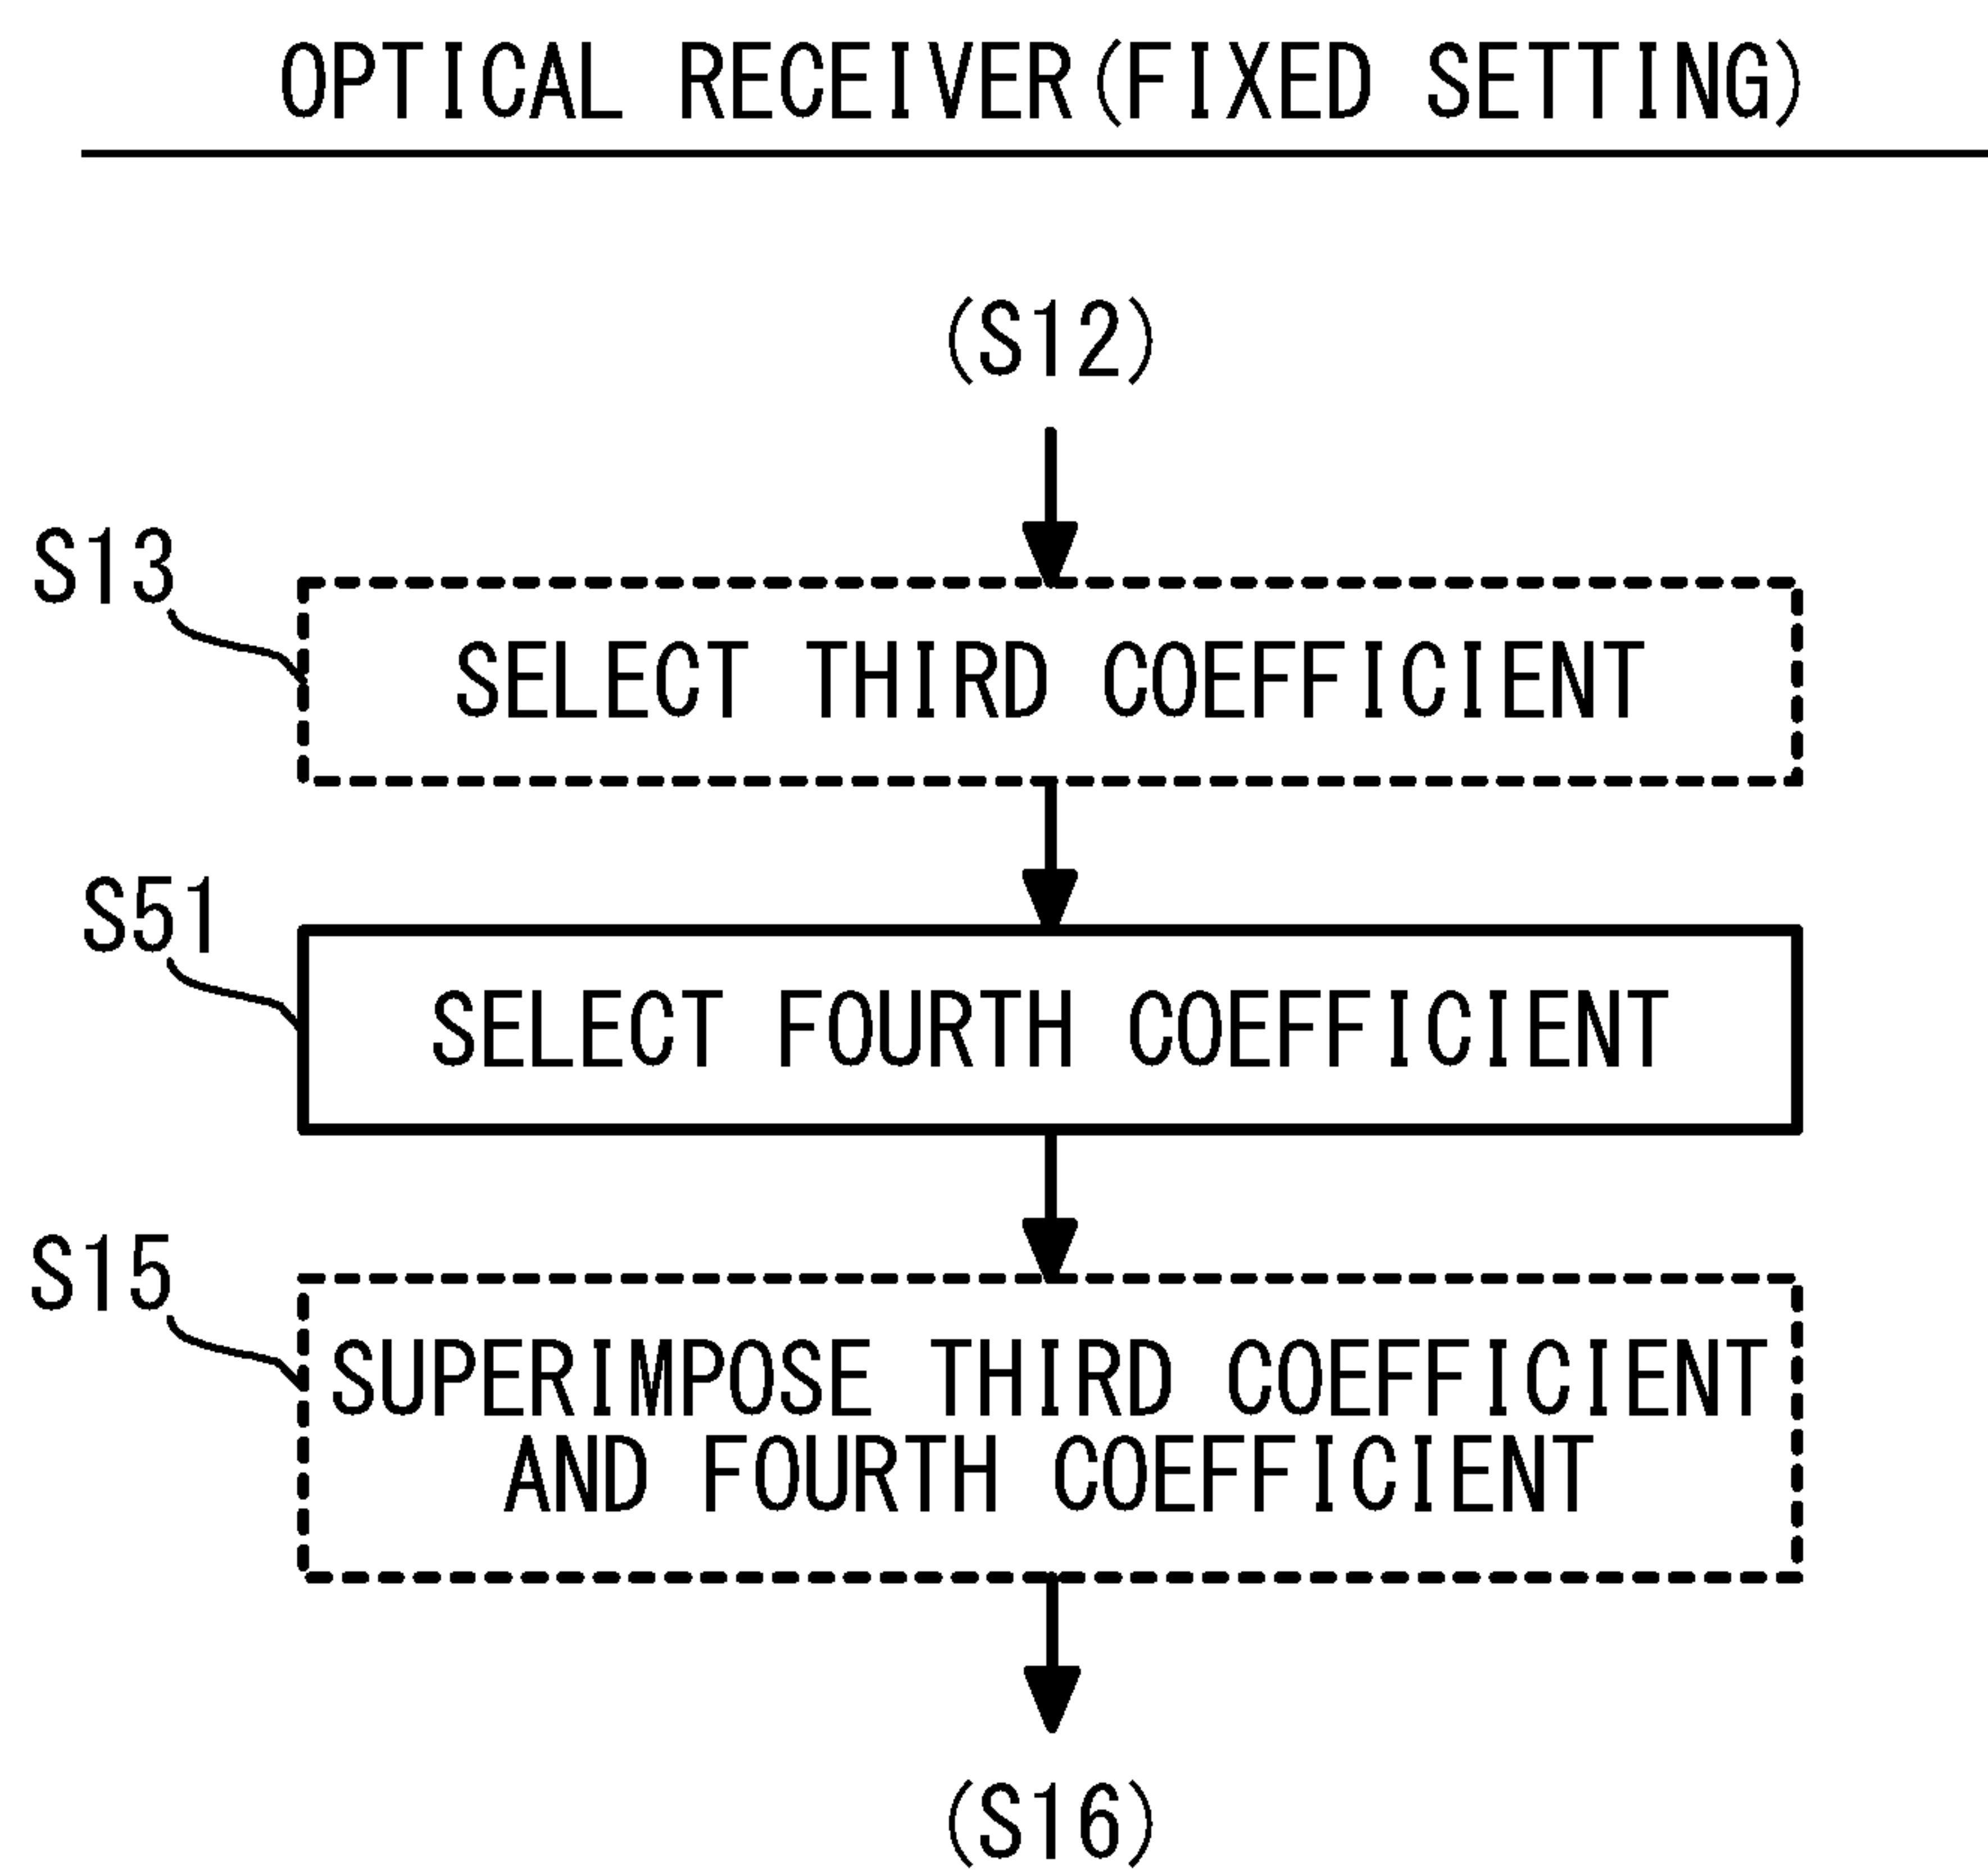 OPTICAL RECEIVER(FIXED SETTING)
(S12)
S13
SELECT THIRD COEFFICIENT
S51
SELECT FOURTH COEFFICIENT
S15
SUPERIMPOSE THIRD COEFFICIENT
AND FOURTH COEFFICIENT
(S16)